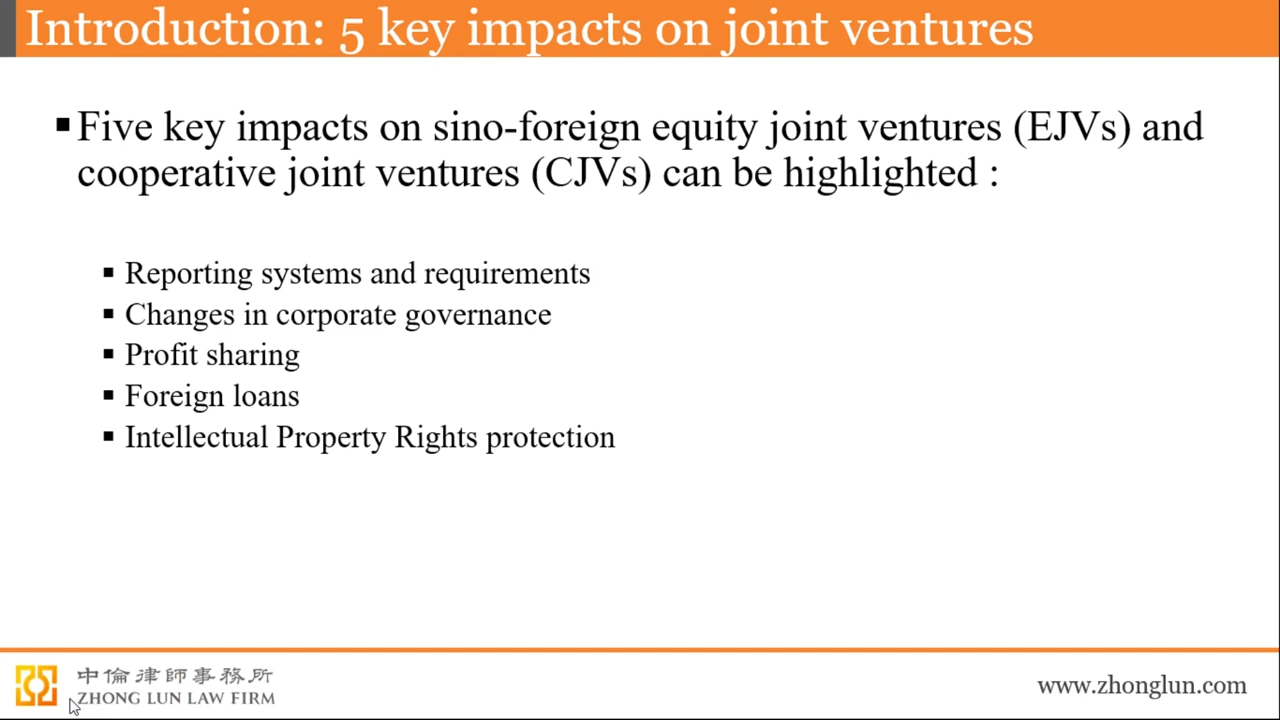 Introduction: 5 key impacts on joint ventures
▪Five key impacts on sino-foreign equity joint ventures (EJVs) and
cooperative joint ventures (CJVs) can be highlighted :
▪ Reporting systems and requirements
▪ Changes in corporate governance
▪ Profit sharing
▪ Foreign loans
▪ Intellectual Property Rights protection
中倫律師事務所
ZHONG LUN LAW FIRM
www.zhonglun.com